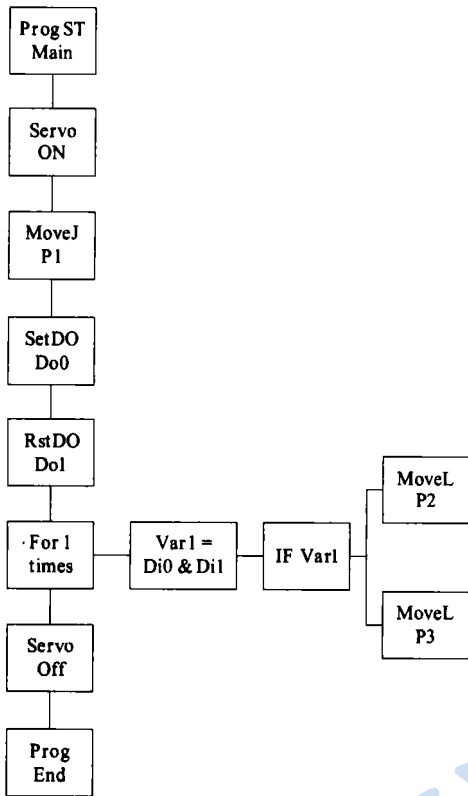 Prog ST
Main
Servo
ON
MoveJ
P1
SetDO
Do0
RstDO
Do1
For 1
times
Var1 =
Di0 & Di1
IF Var1
MoveL
P2
MoveL
P3
Servo
Off
Prog
End